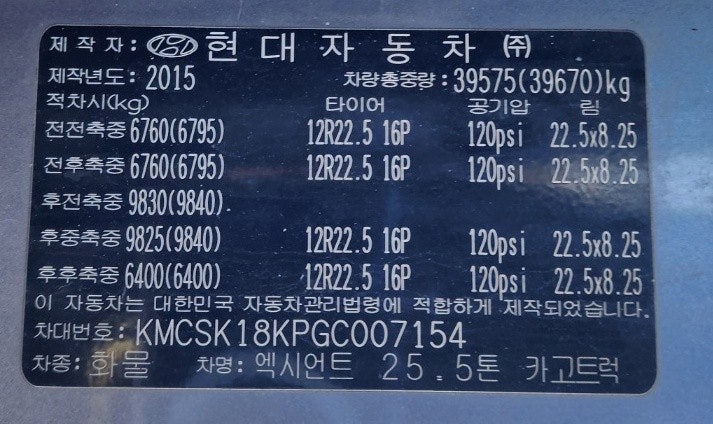 제작자: 현대자동차 ㈜
제작년도: 2015 차량총중량: 39575(39670)kg
적차시(kg) 타이어 공기압 림
전전축중 6760(6795) 12R22.5 16P 120psi 22.5x8.25
전후축중 6760(6795) 12R22.5 16P 120psi 22.5x8.25
후전축중 9830(9840).
후중축중 9825(9840) 12R22.5 16P 120psi 22.5x8.25
후후축중 6400(6400) 12R22.5 16P 120psi 22.5x8.25
이 자동차는 대한민국 자동차관리법령에 적합하게 제작되었습니다.
차대번호: KMCSK18KPGC007154
차종: 화물 차명: 엑시언트 25.5톤 카고트럭